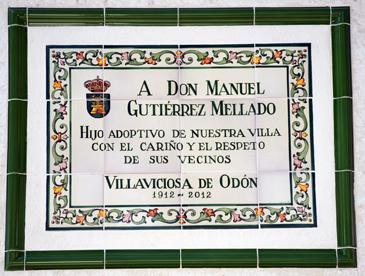 A DON MANUEL
GUTIÉRREZ MELLADO
HIJO ADOPTIVO DE NUESTRA VILLA
CON EL CARIÑO Y EL RESPETO
DE SUS VECINOS
VILLAVICIOSA DE ODÓN
1912 - 2012